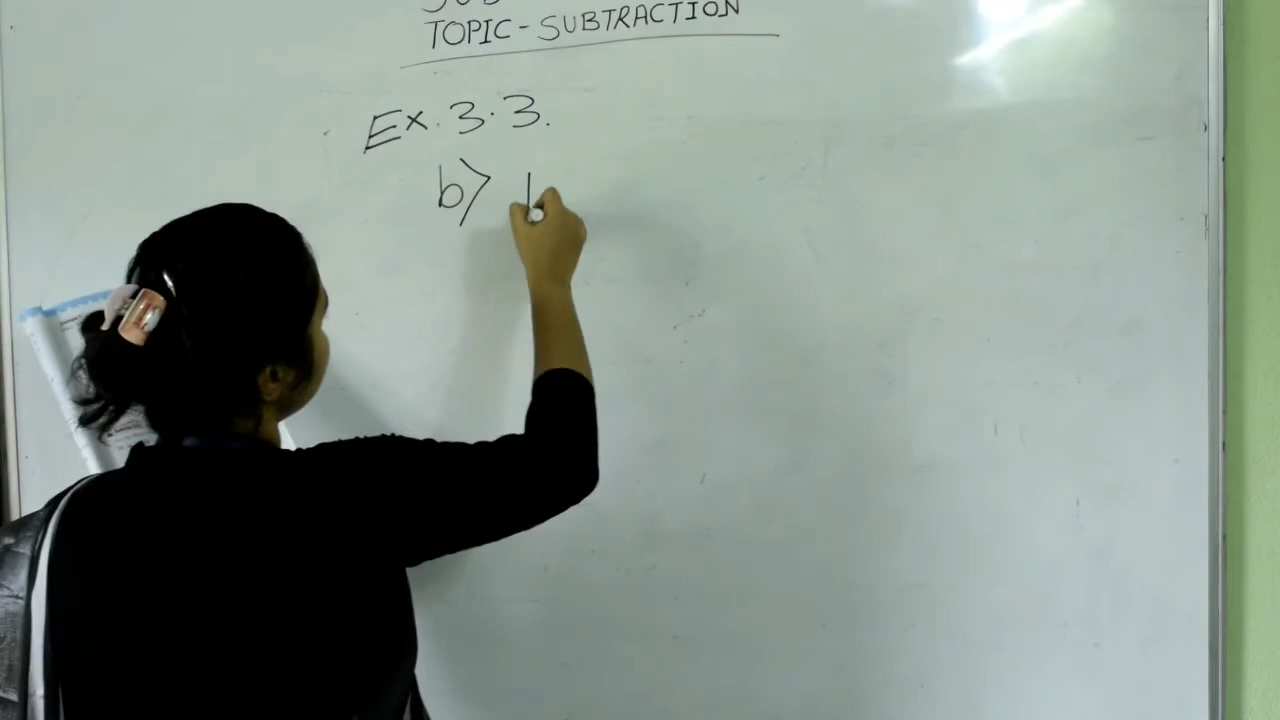 TOPIC - SUBTRACTION
Ex. 3.3.
b>